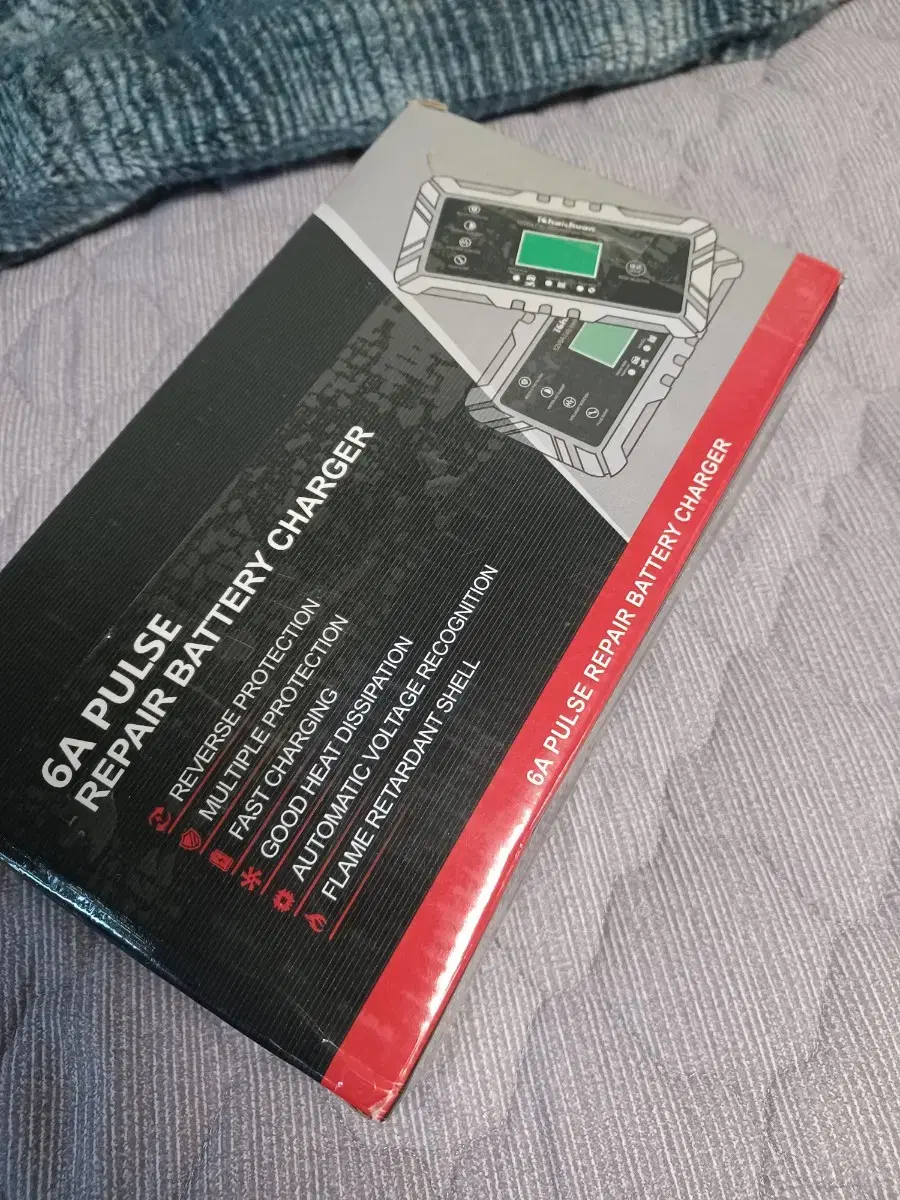 6A PULSE
REPAIR BATTERY CHARGER
REVERSE PROTECTION
MULTIPLE PROTECTION
FAST CHARGING
GOOD HEAT DISSIPATION
AUTOMATIC VOLTAGE RECOGNITION
FLAME RETARDANT SHELL
6A PULSE REPAIR BATTERY CHARGER